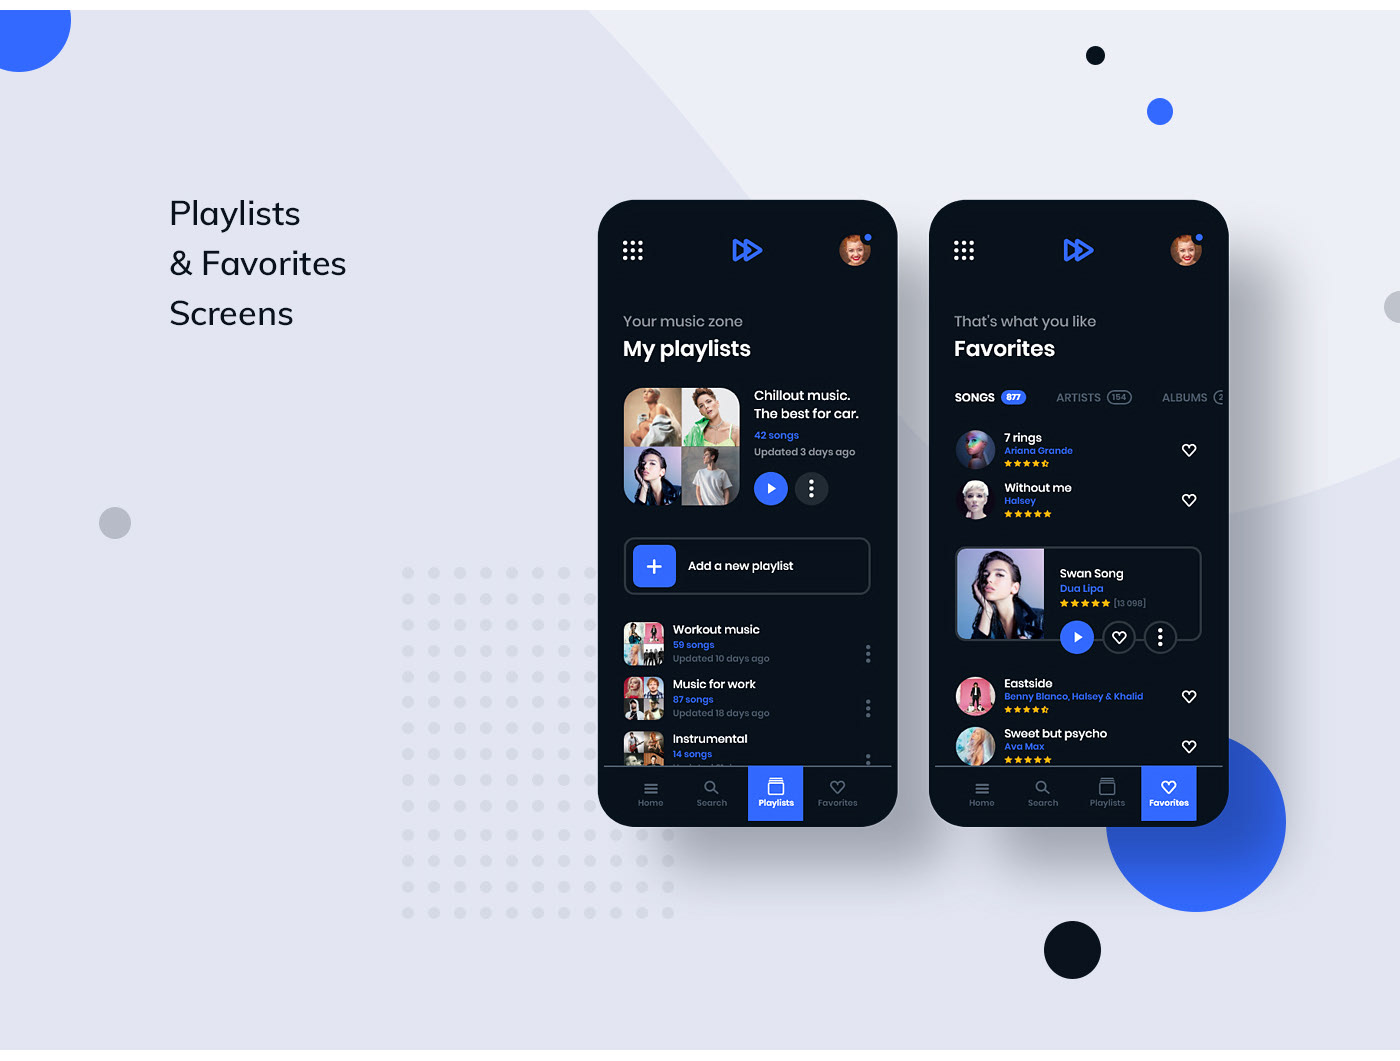 Playlists
& Favorites
Screens
Your music zone
My playlists
Chillout music.
The best for car.
42 songs
Updated 3 days ago
Add a new playlist
Workout music
59 songs
Updated 10 days ago
Music for work
87 songs
Updated 18 days ago
Instrumental
14 songs
Home Search Playlists Favorites
That's what you like
Favorites
SONGS 877 ARTISTS 154 ALBUMS 2
7 rings
Ariana Grande
Without me
Halsey
Swan Song
Dua Lipa
[13 098]
Eastside
Benny Blanco, Halsey & Khalid
Sweet but psycho
Ava Max
Home Search Playlists Favorites